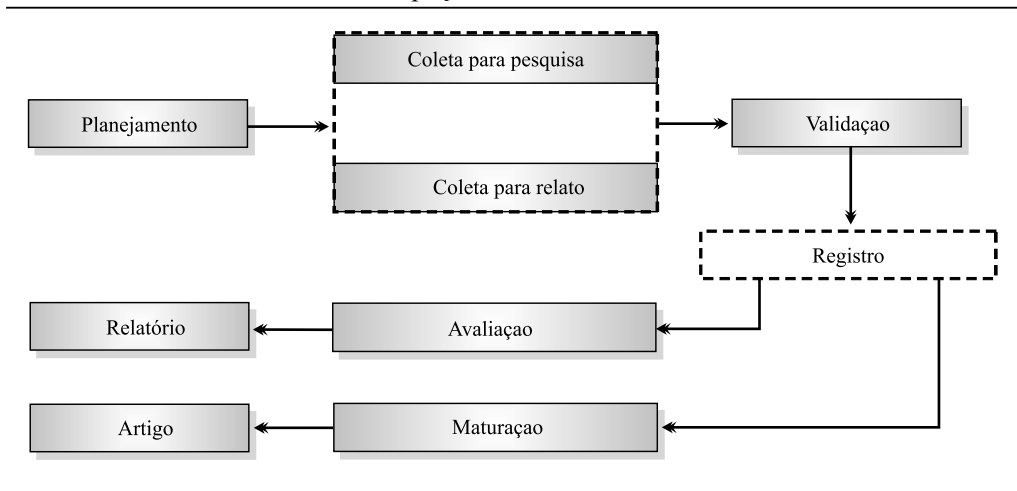 Coleta para pesquisa
Planejamento
Validaçao
Coleta para relato
Registro
Relatório
Avaliaçao
Artigo
Maturaçao